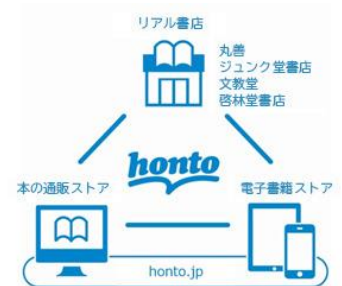 リアル書店
丸善
ジュンク堂書店
文教堂
啓林堂書店
honto
本の通販ストア
電子書籍ストア
honto.jp